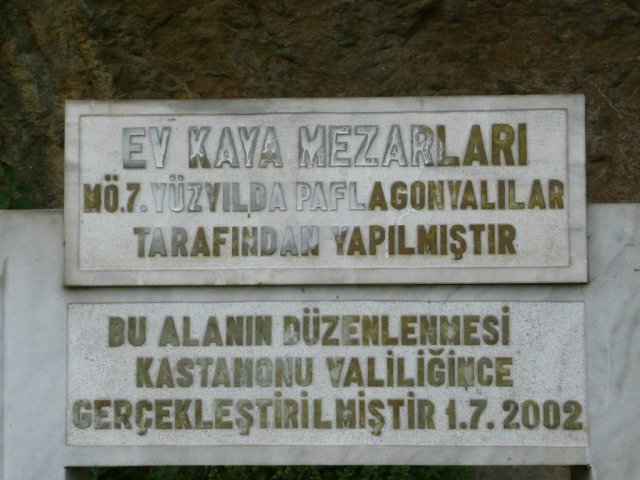 EV KAYA MEZARLARI
MÖ.7.YÜZYILDA PAFLAGONYALILAR
TARAFINDAN YAPILMIŞTIR
BU ALANIN DÜZENLENMESİ
KASTAMONU VALİLİĞİNCE
GERÇEKLEŞTİRİLMİŞTİR 1.7. 2002